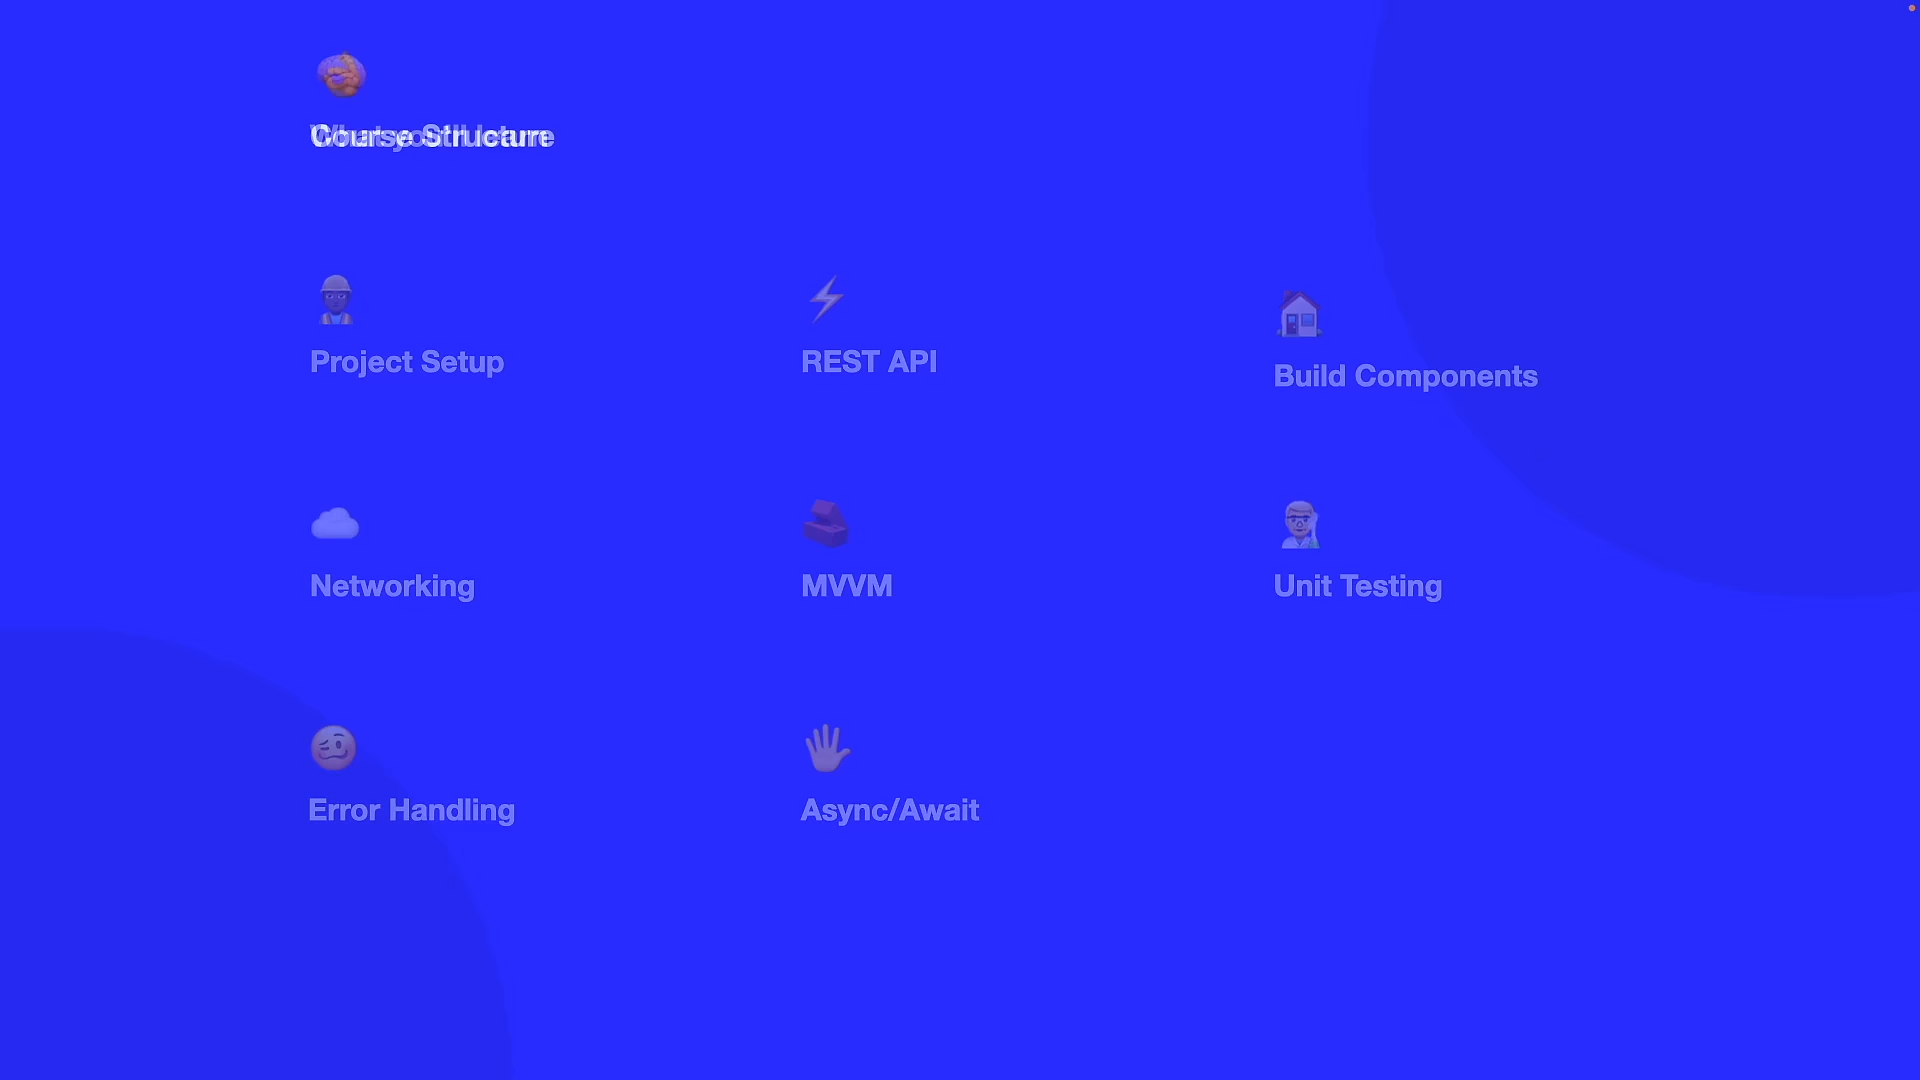 Course Structure
Project Setup
REST API
Build Components
Networking
MVVM
Unit Testing
Error Handling
Async/Await